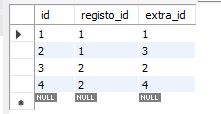 id registo_id extra_id
1 1 1
2 1 3
3 2 2
4 2 4
NULL NULL NULL